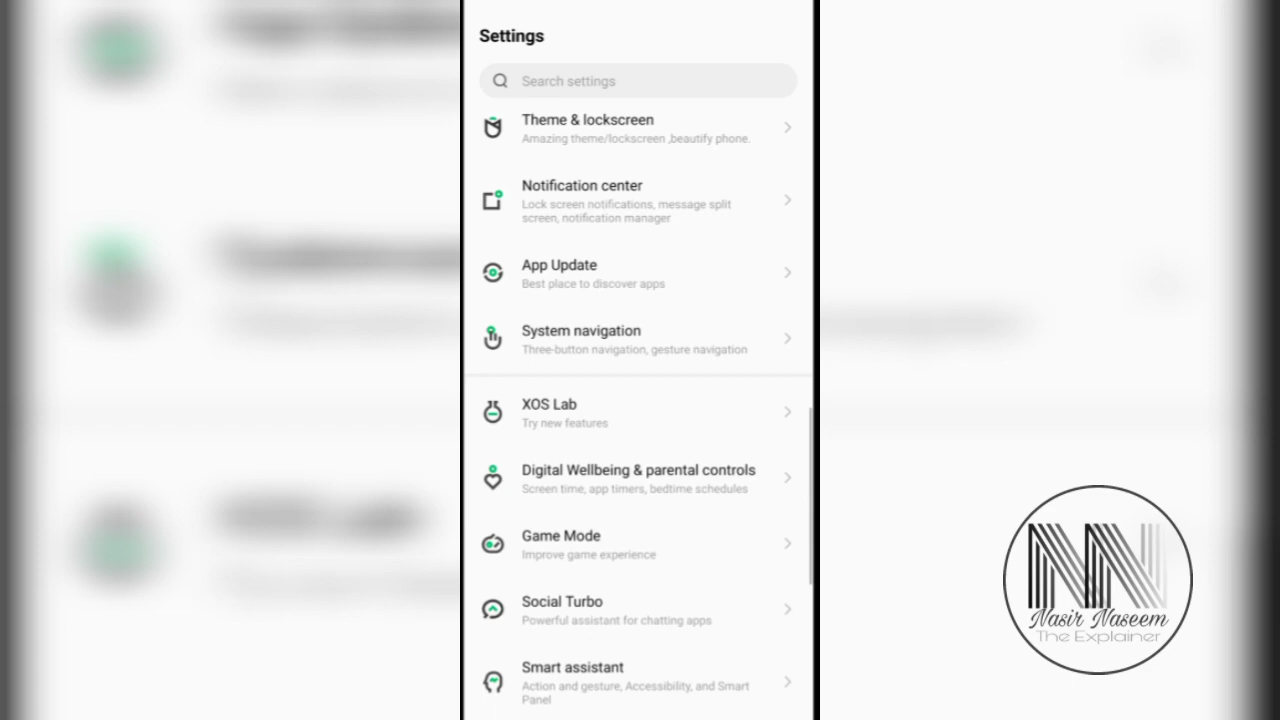 Settings
Search settings
Theme & lockscreen
Amazing theme/lockscreen ,beautify phone.
Notification center
Lock screen notifications, message split
screen, notification manager
App Update
Best place to discover apps
System navigation
Three-button navigation, gesture navigation
XOS Lab
Try new features
Digital Wellbeing & parental controls
Screen time, app timers, bedtime schedules
Game Mode
Improve game experience
Social Turbo
Powerful assistant for chatting apps
Smart assistant
Action and gesture, Accessibility, and Smart
Panel
NN
Nasir Naseem
The Explainer